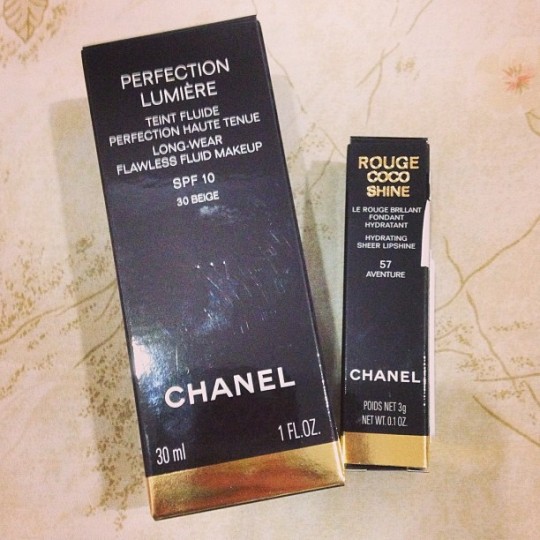 PERFECTION
LUMIÈRE
TEINT FLUIDE
PERFECTION HAUTE TENUE
LONG-WEAR
FLAWLESS FLUID MAKEUP
SPF 10
30 BEIGE
CHANEL
30 ml
1 FL.OZ.
ROUGE
COCO
SHINE
LE ROUGE BRILLANT
FONDANT
HYDRATANT
HYDRATING
SHEER LIPSHINE
57
AVENTURE
CHANEL
POIDS NET 3g
NET WT. 0.1 OZ.